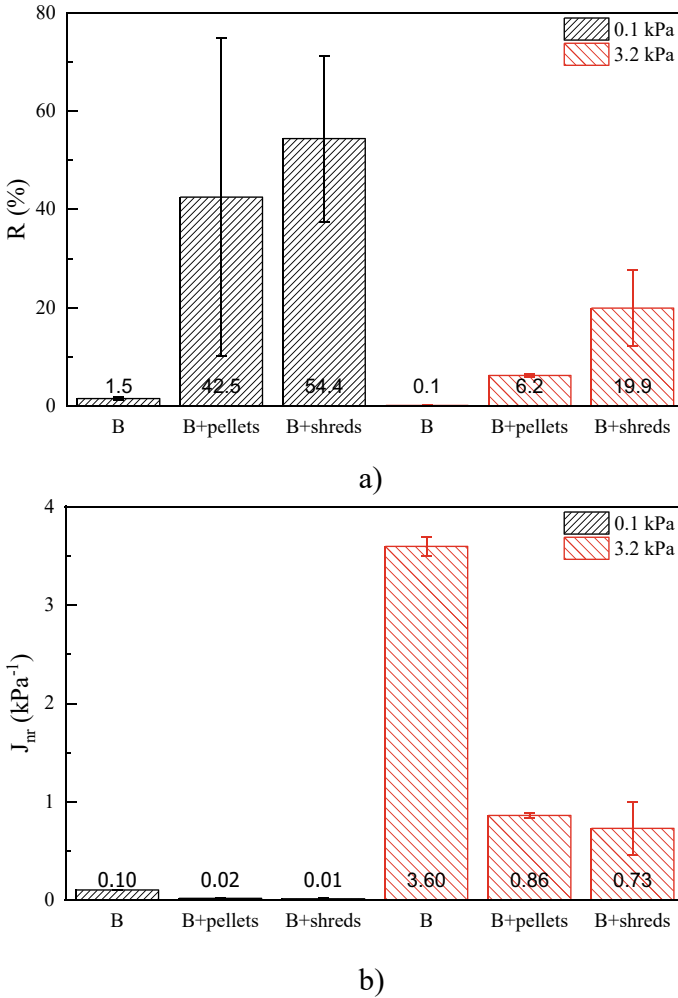 80
60
40
20
0
R (%)
0.1 kPa
3.2 kPa
1.5
42.5
54.4
0.1
6.2
19.9
B
B+pellets
B+shreds
B
B+pellets
B+shreds
a)
4
3
2
1
0
J_nr (kPa^-1)
0.1 kPa
3.2 kPa
0.10
0.02
0.01
3.60
0.86
0.73
B
B+pellets
B+shreds
B
B+pellets
B+shreds
b)